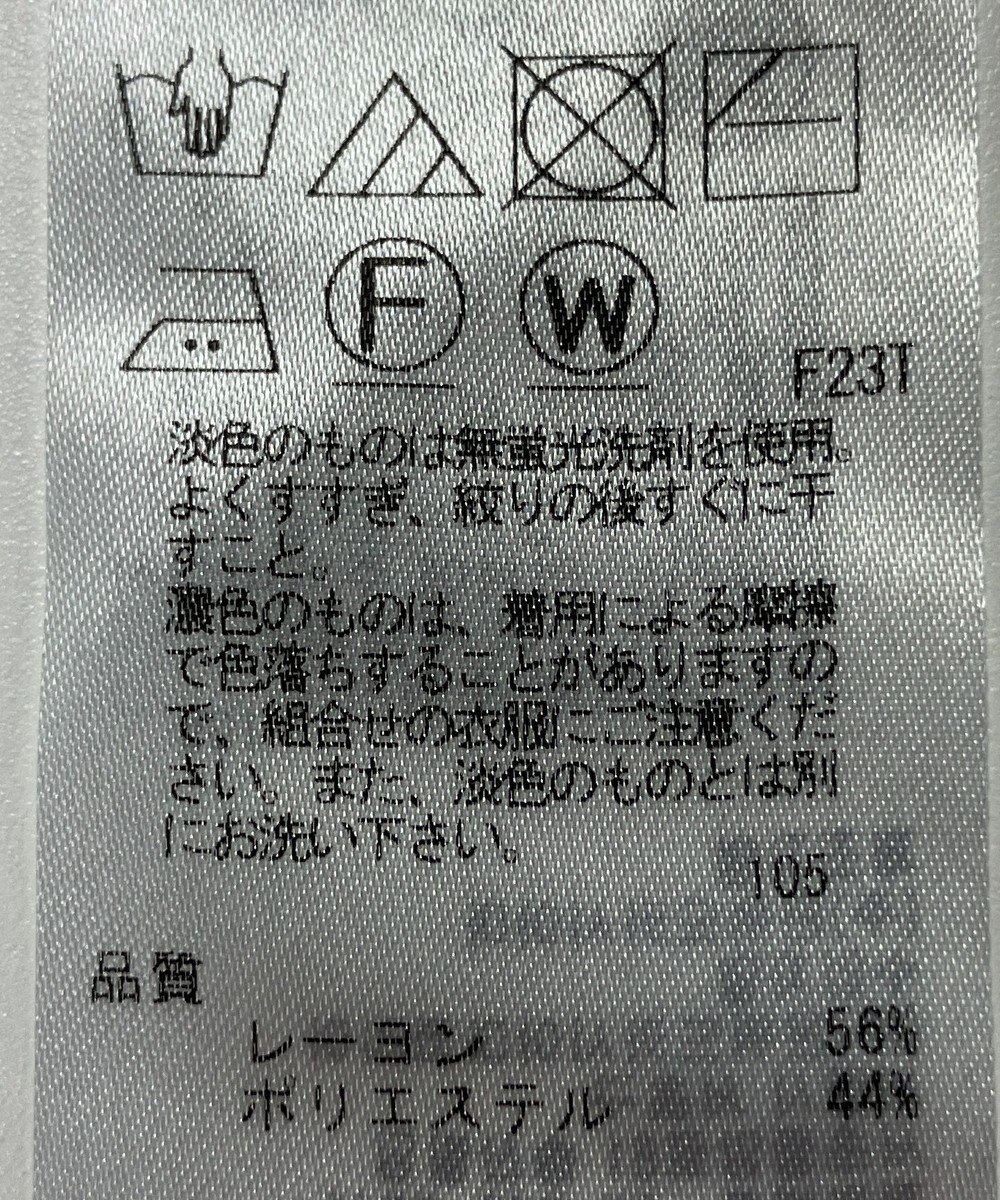 F
W
F23T
淡色のものは無蛍光洗剤を使用。
よくすすぎ、絞りの後すぐに干
すこと。
濃色のものは、着用による摩擦
で色落ちすることがありますの
で、組合せの衣服にご注意くだ
さい。また、淡色のものとは別
にお洗い下さい。
105
品質
レーヨン 56%
ポリエステル 44%